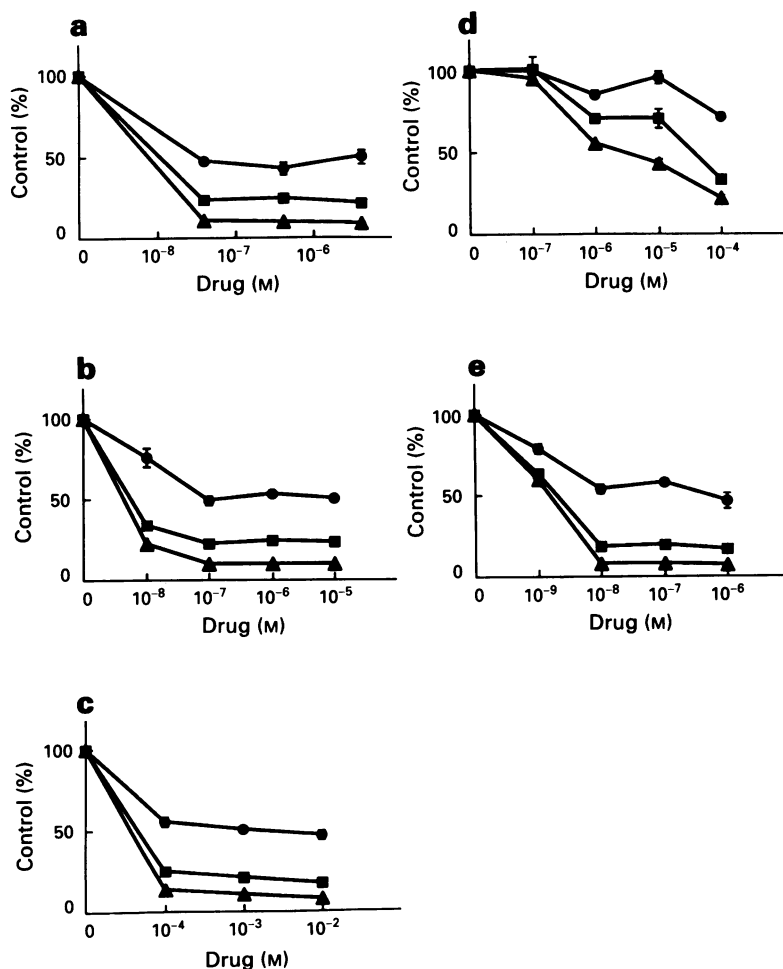 a
Control (%)
100
50
0
0 10⁻⁸ 10⁻⁷ 10⁻⁶
Drug (M)
d
Control (%)
100
50
0
0 10⁻⁷ 10⁻⁶ 10⁻⁵ 10⁻⁴
Drug (M)
b
Control (%)
100
50
0
0 10⁻⁸ 10⁻⁷ 10⁻⁶ 10⁻⁵
Drug (M)
e
Control (%)
100
50
0
0 10⁻⁹ 10⁻⁸ 10⁻⁷ 10⁻⁶
Drug (M)
c
Control (%)
100
50
0
0 10⁻⁴ 10⁻³ 10⁻²
Drug (M)